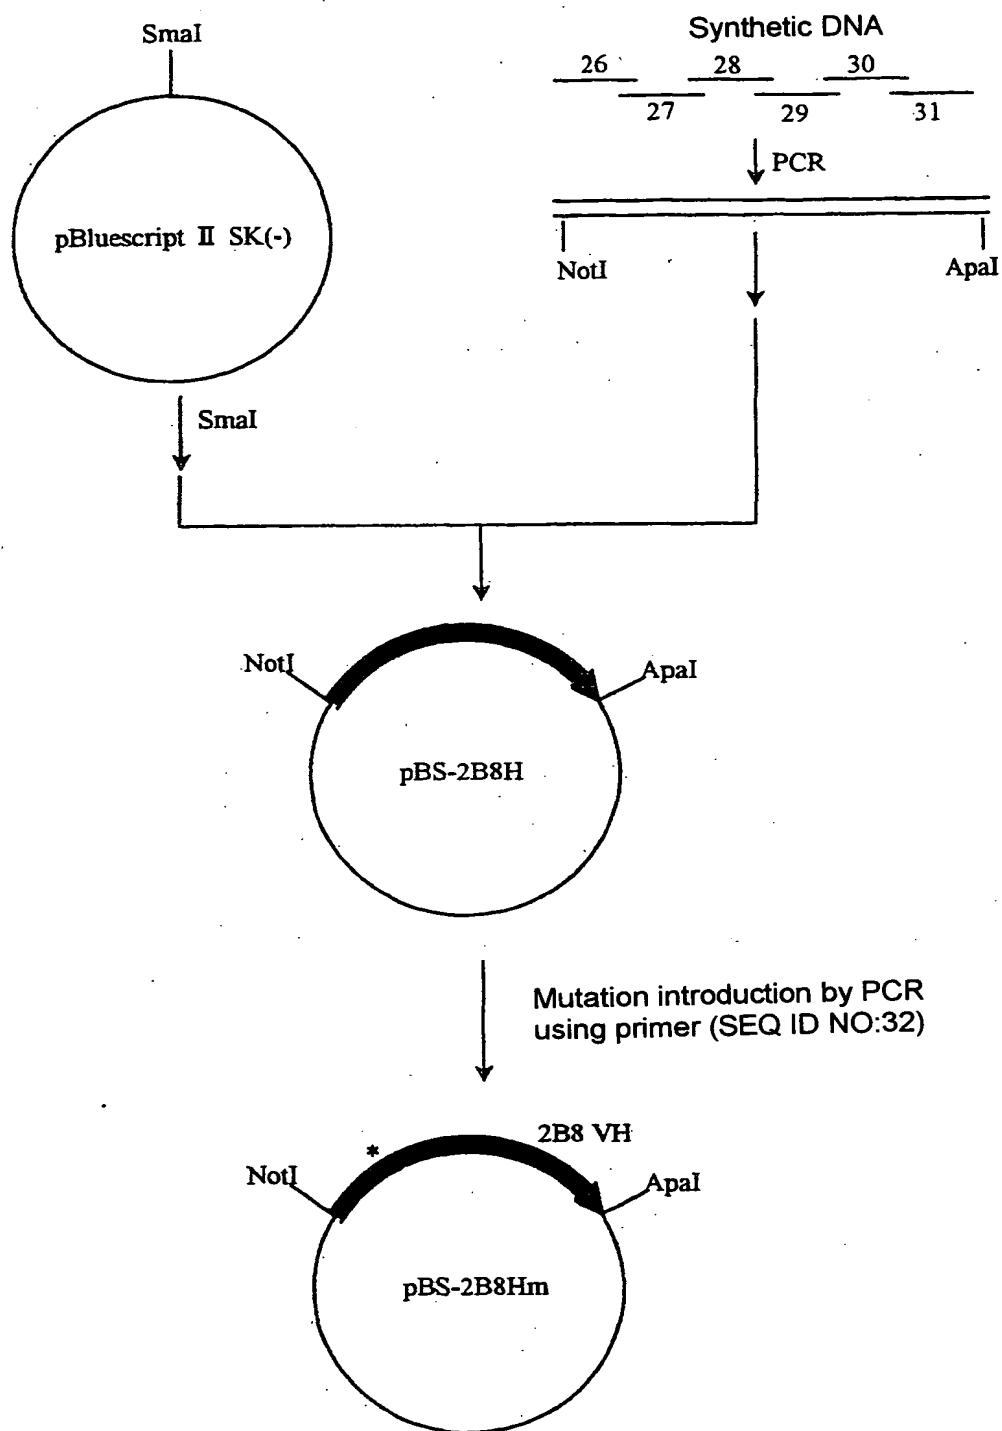 SmaI
Synthetic DNA
26
28
30
27
29
31
PCR
pBluescript II SK(-)
NotI
ApaI
SmaI
NotI
ApaI
pBS-2B8H
Mutation introduction by PCR
using primer (SEQ ID NO:32)
*
2B8 VH
NotI
ApaI
pBS-2B8Hm